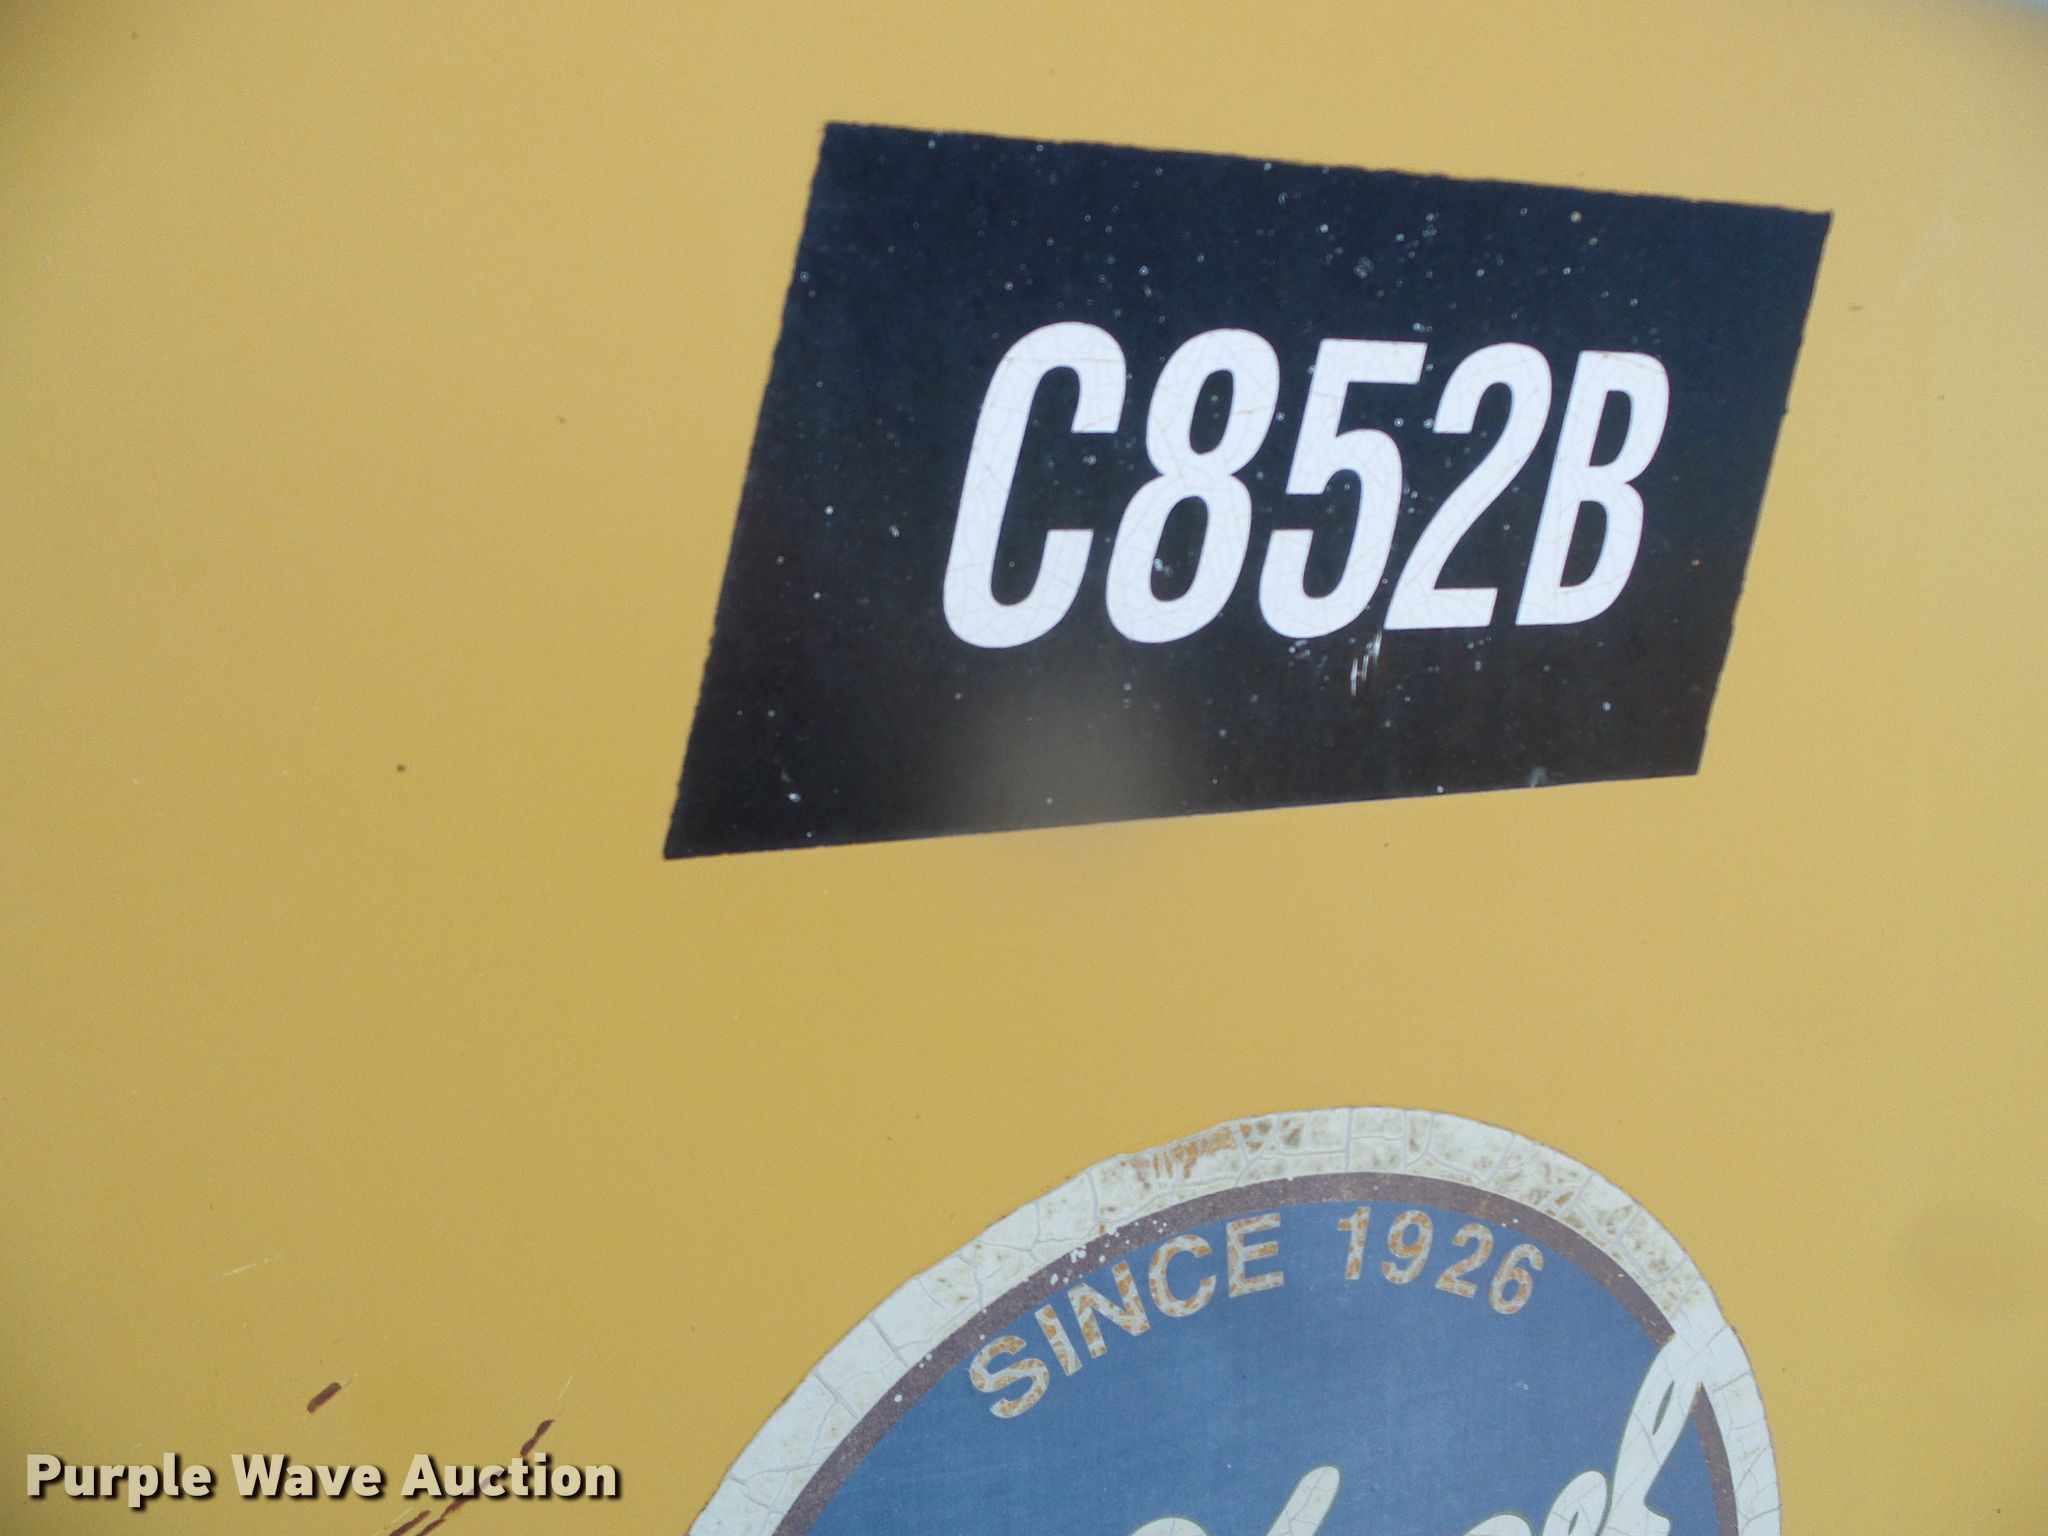 C852B
SINCE 1926
Purple Wave Auction